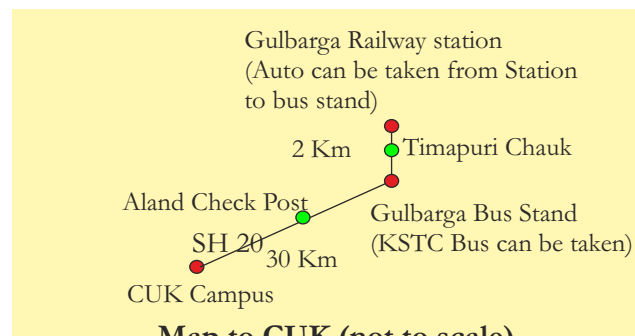 Gulbarga Railway station
(Auto can be taken from Station
to bus stand)
2 Km
Timapuri Chauk
Aland Check Post
Gulbarga Bus Stand
(KSTC Bus can be taken)
SH 20
30 Km
CUK Campus
Map to CUK (not to scale)